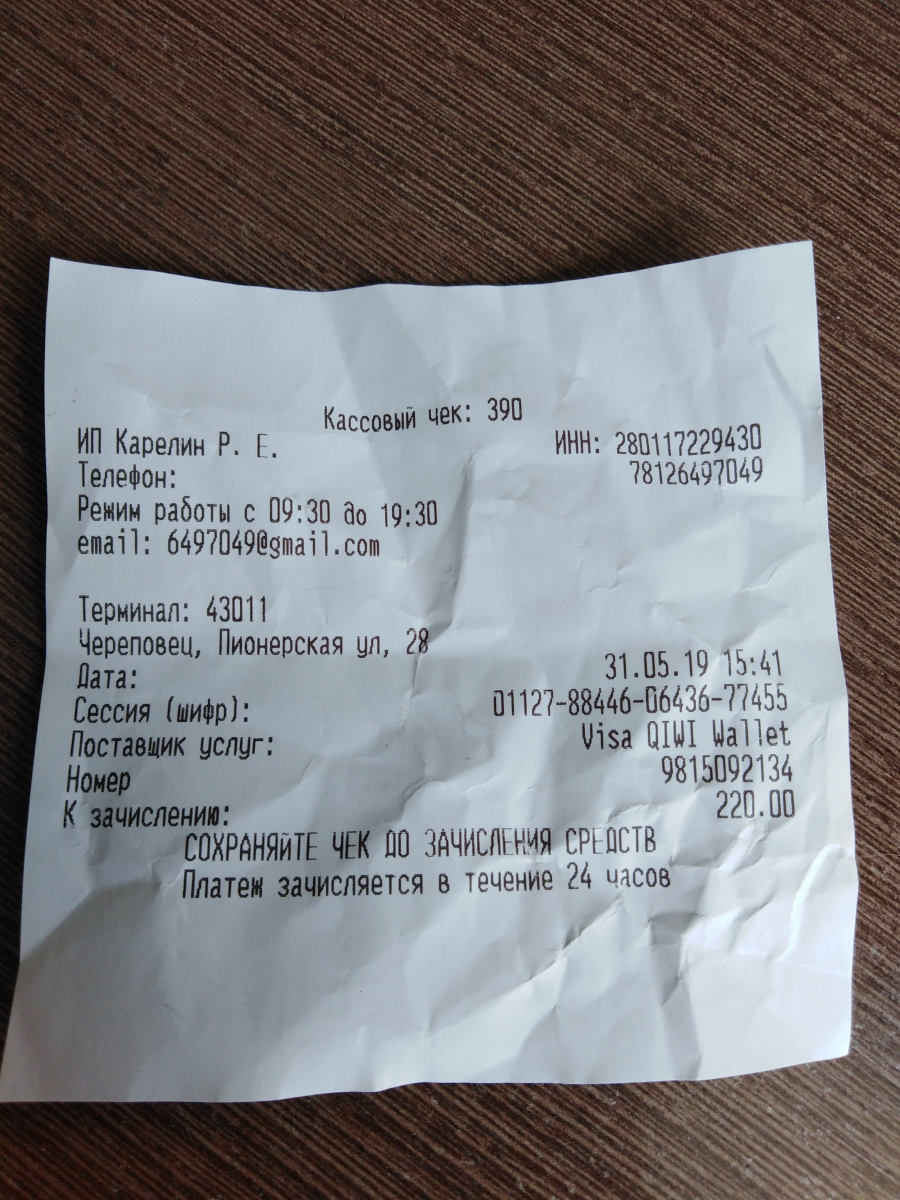 Кассовый чек: 390
ИП Карелин Р. Е. ИНН: 280117229430
Телефон: 78126497049
Режим работы с 09:30 до 19:30
email: 6497049@gmail.com
Терминал: 43011
Череповец, Пионерская ул, 28
Дата: 31.05.19 15:41
Сессия (шифр): 01127-88446-06436-77455
Поставщик услуг: Visa QIWI Wallet
Номер 9815092134
К зачислению: 220.00
СОХРАНЯЙТЕ ЧЕК ДО ЗАЧИСЛЕНИЯ СРЕДСТВ
Платеж зачисляется в течение 24 часов